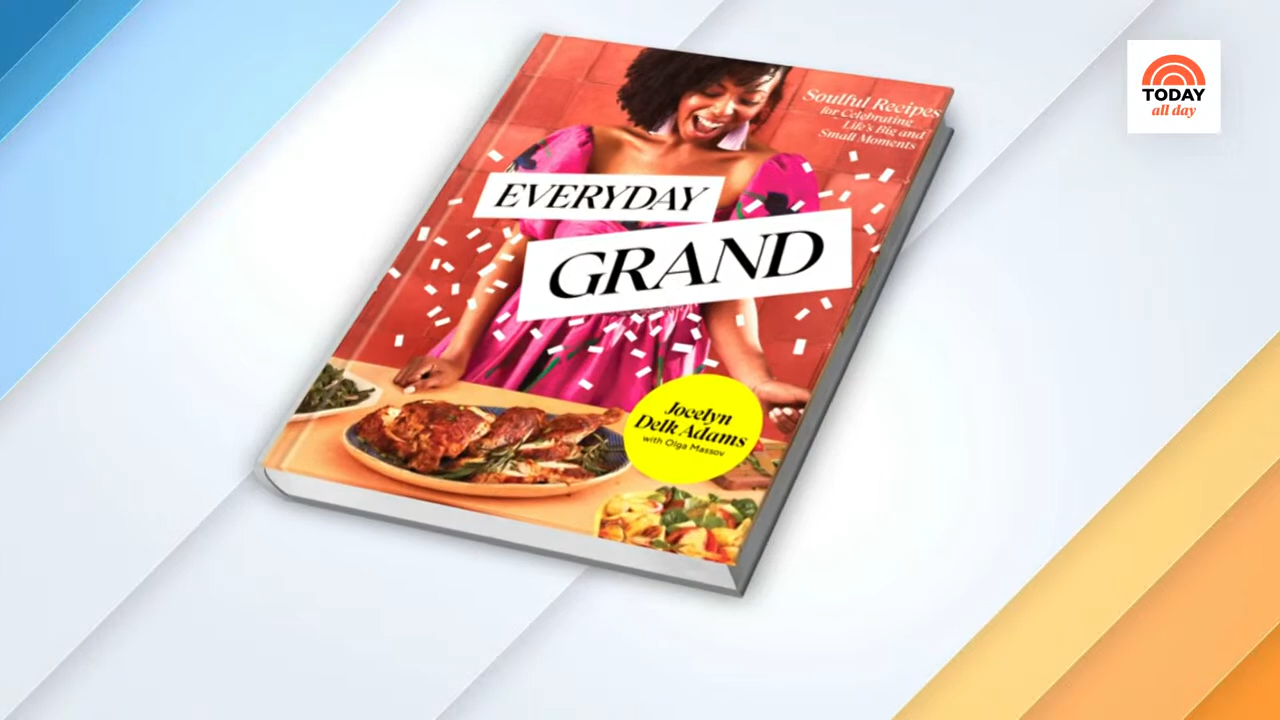 TODAY
all day
Soulful Recipes
for Celebrating
Life's Big and
Small Moments
EVERYDAY
GRAND
Jocelyn
Delk Adams
with Olga Massov